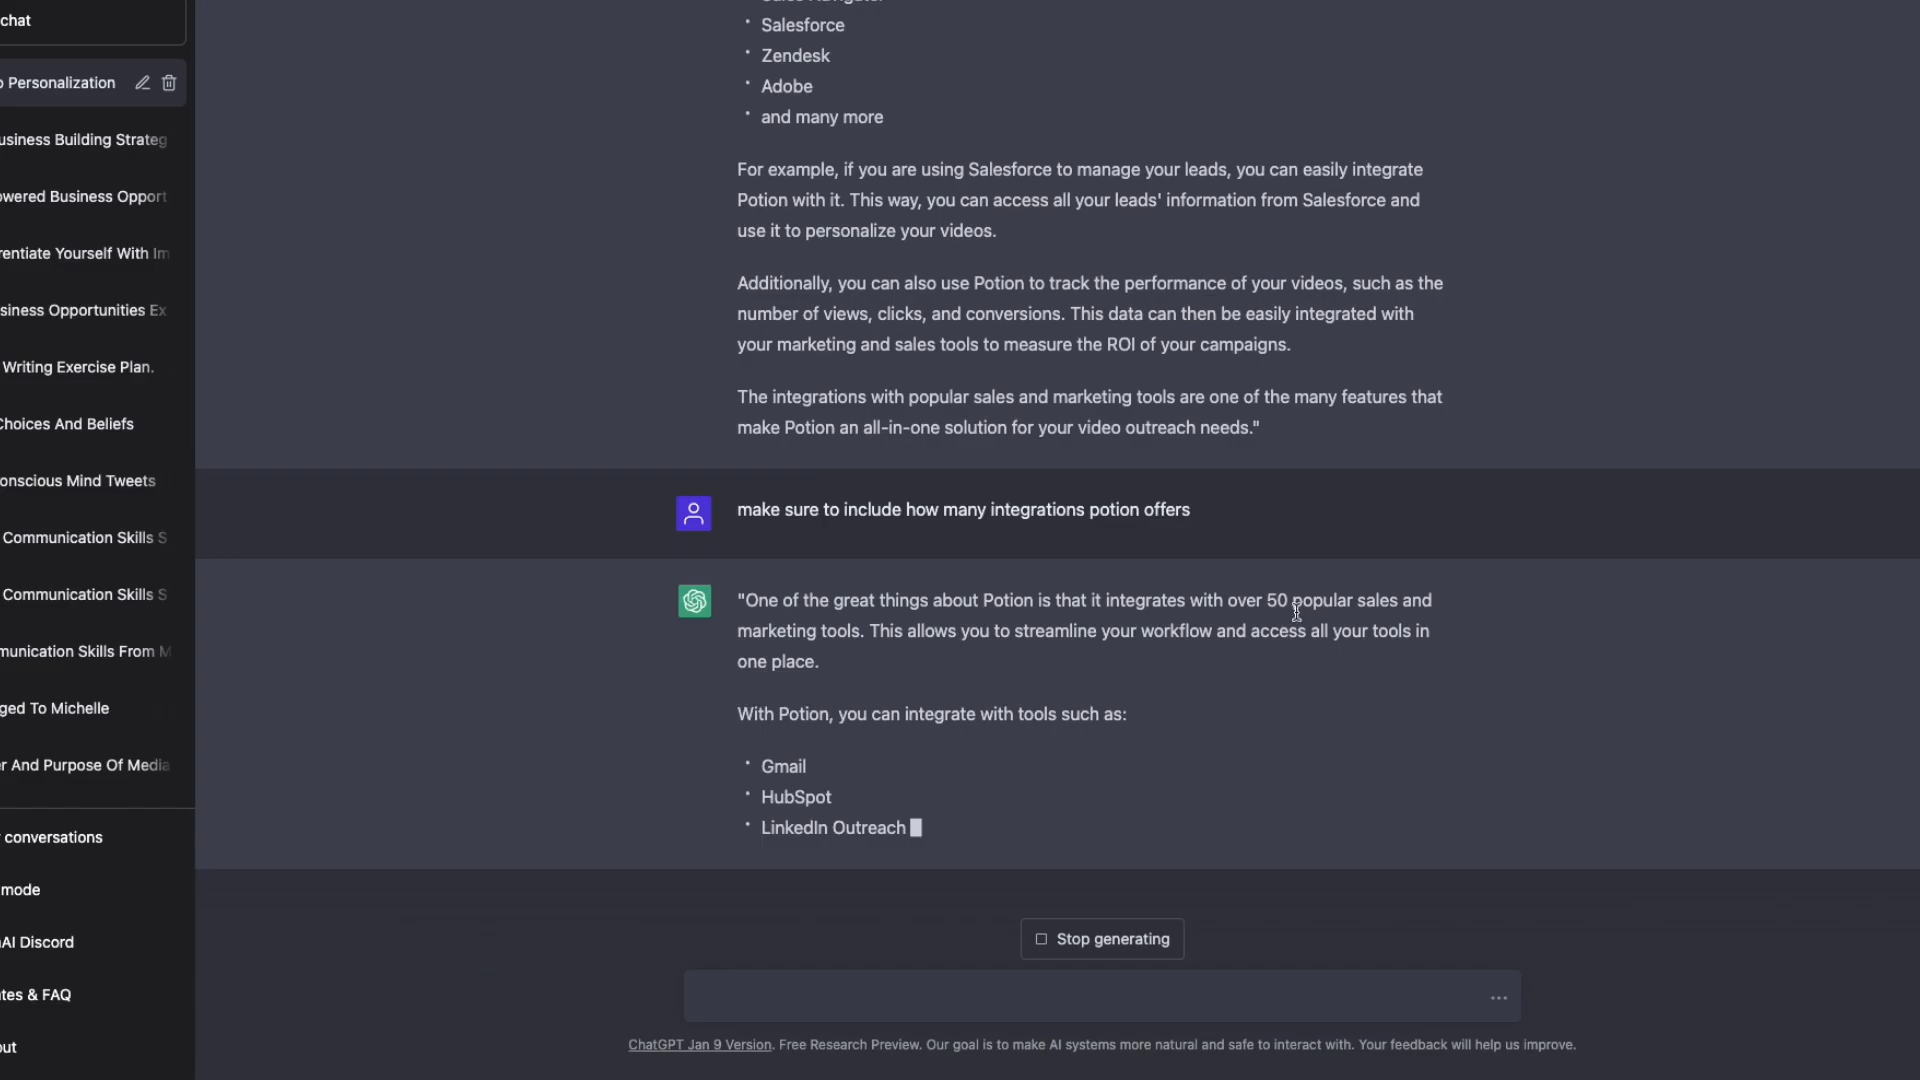 chat
Personalization
usiness Building Strateg
owered Business Opport
rentiate Yourself With Im
siness Opportunities Ex
Writing Exercise Plan.
Choices And Beliefs
onscious Mind Tweets
Communication Skills S
Communication Skills S
munication Skills From M
ged To Michelle
r And Purpose Of Media
conversations
mode
AI Discord
ates & FAQ
out
• Salesforce
• Zendesk
• Adobe
• and many more
For example, if you are using Salesforce to manage your leads, you can easily integrate
Potion with it. This way, you can access all your leads' information from Salesforce and
use it to personalize your videos.
Additionally, you can also use Potion to track the performance of your videos, such as the
number of views, clicks, and conversions. This data can then be easily integrated with
your marketing and sales tools to measure the ROI of your campaigns.
The integrations with popular sales and marketing tools are one of the many features that
make Potion an all-in-one solution for your video outreach needs."
make sure to include how many integrations potion offers
"One of the great things about Potion is that it integrates with over 50 popular sales and
marketing tools. This allows you to streamline your workflow and access all your tools in
one place.
With Potion, you can integrate with tools such as:
• Gmail
• HubSpot
• LinkedIn Outreach
Stop generating
ChatGPT Jan 9 Version. Free Research Preview. Our goal is to make AI systems more natural and safe to interact with. Your feedback will help us improve.